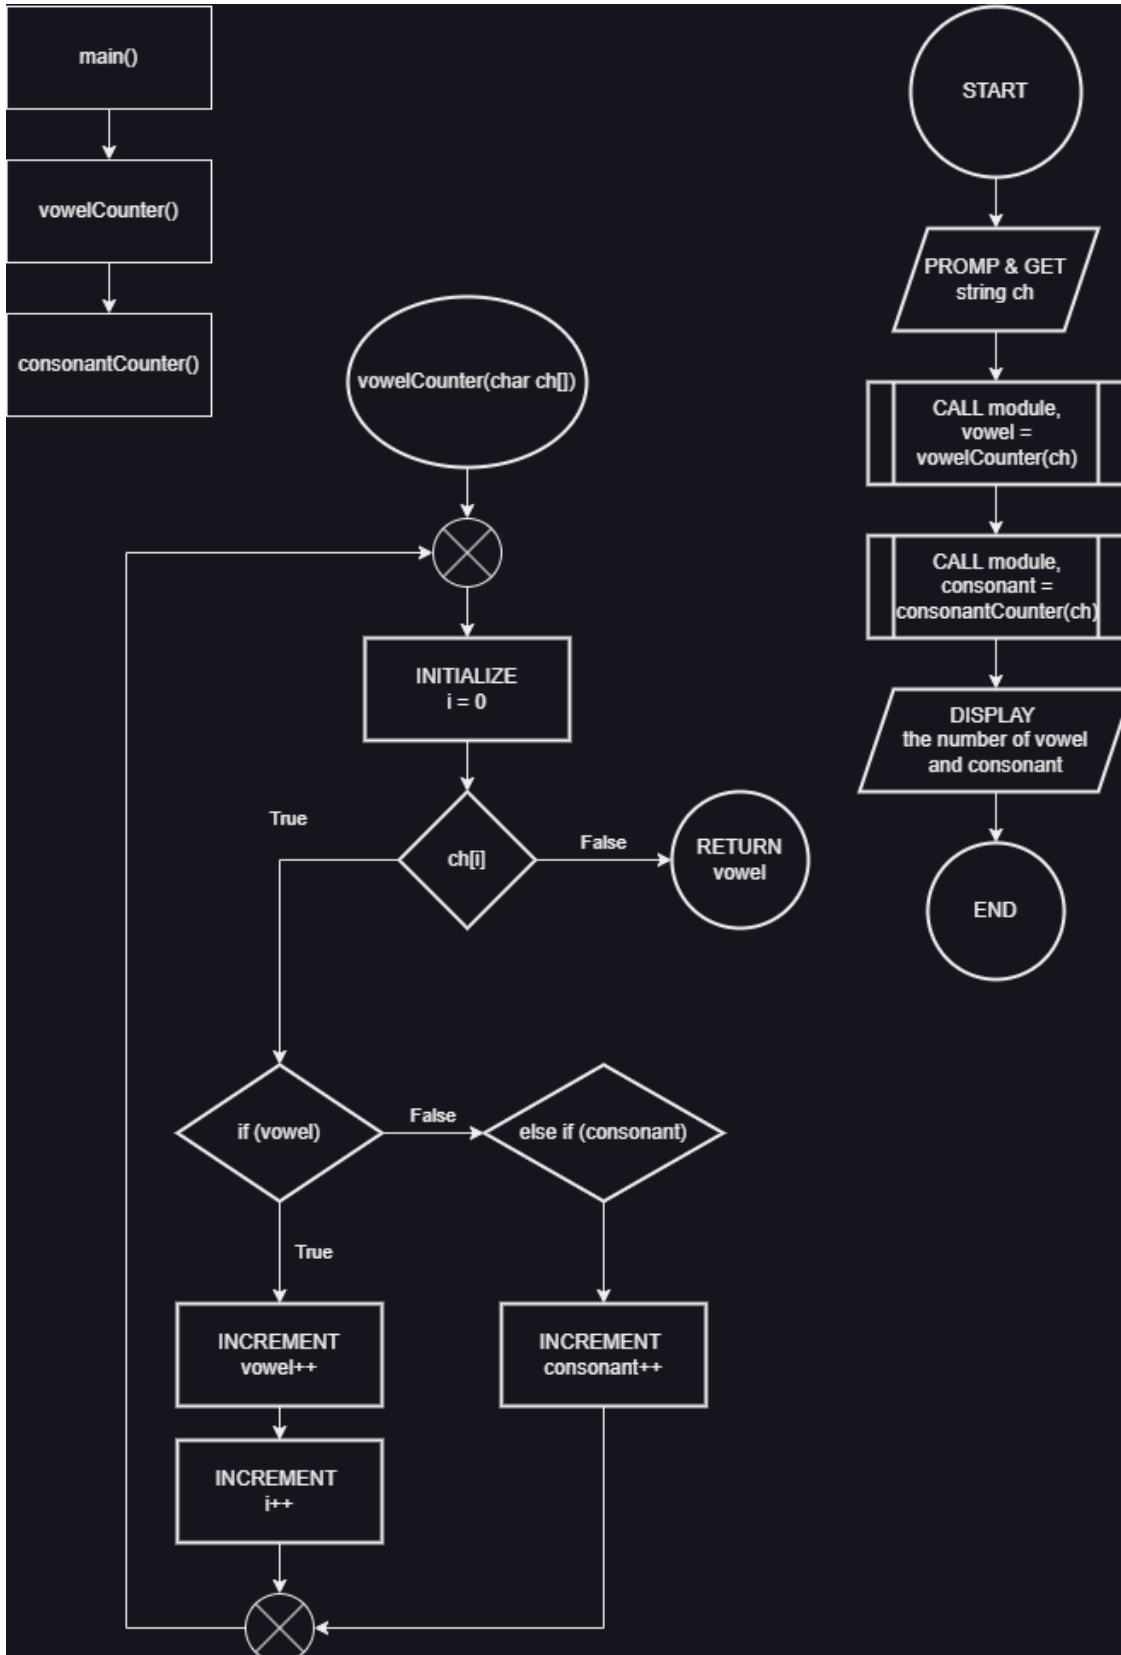 main()
vowelCounter()
consonantCounter()
vowelCounter(char ch[])
INITIALIZE
i = 0
True
ch[i]
False
RETURN
vowel
if (vowel)
False
else if (consonant)
True
INCREMENT
vowel++
INCREMENT
consonant++
INCREMENT
i++
START
PROMP & GET
string ch
CALL module,
vowel =
vowelCounter(ch)
CALL module,
consonant =
consonantCounter(ch)
DISPLAY
the number of vowel
and consonant
END